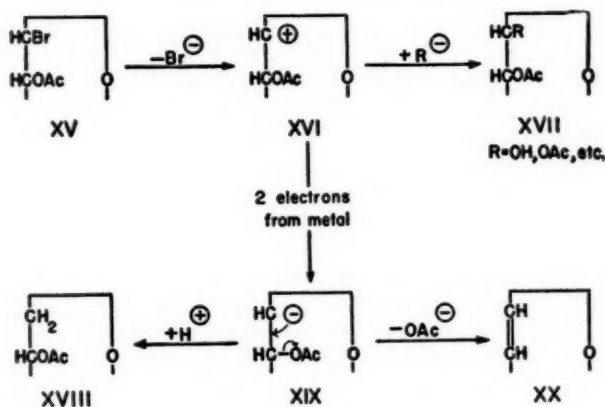 HCBr
−Br⊖
HC⊕
+R⊖
HCR
HCOAc
O
HCOAc
O
HCOAc
O
XV
XVI
XVII
R=OH,OAc,etc.
2 electrons
from metal
CH2
+H⊕
HC⊖
−OAc⊖
CH
HCOAc
O
HC−OAc
O
CH
O
XVIII
XIX
XX